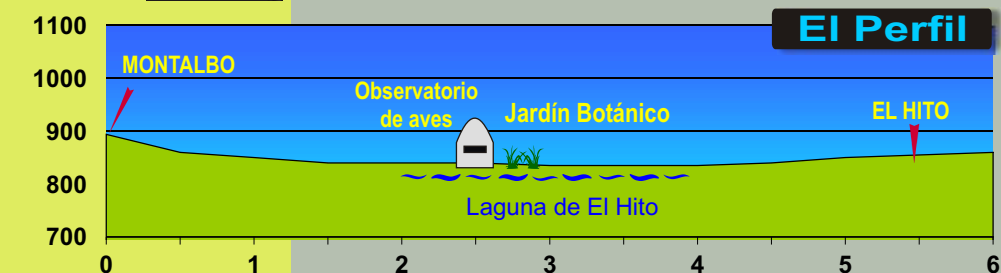 El Perfil
1100
1000
900
800
700
MONTALBO
Observatorio
de aves
Jardín Botánico
EL HITO
Laguna de El Hito
0 1 2 3 4 5 6